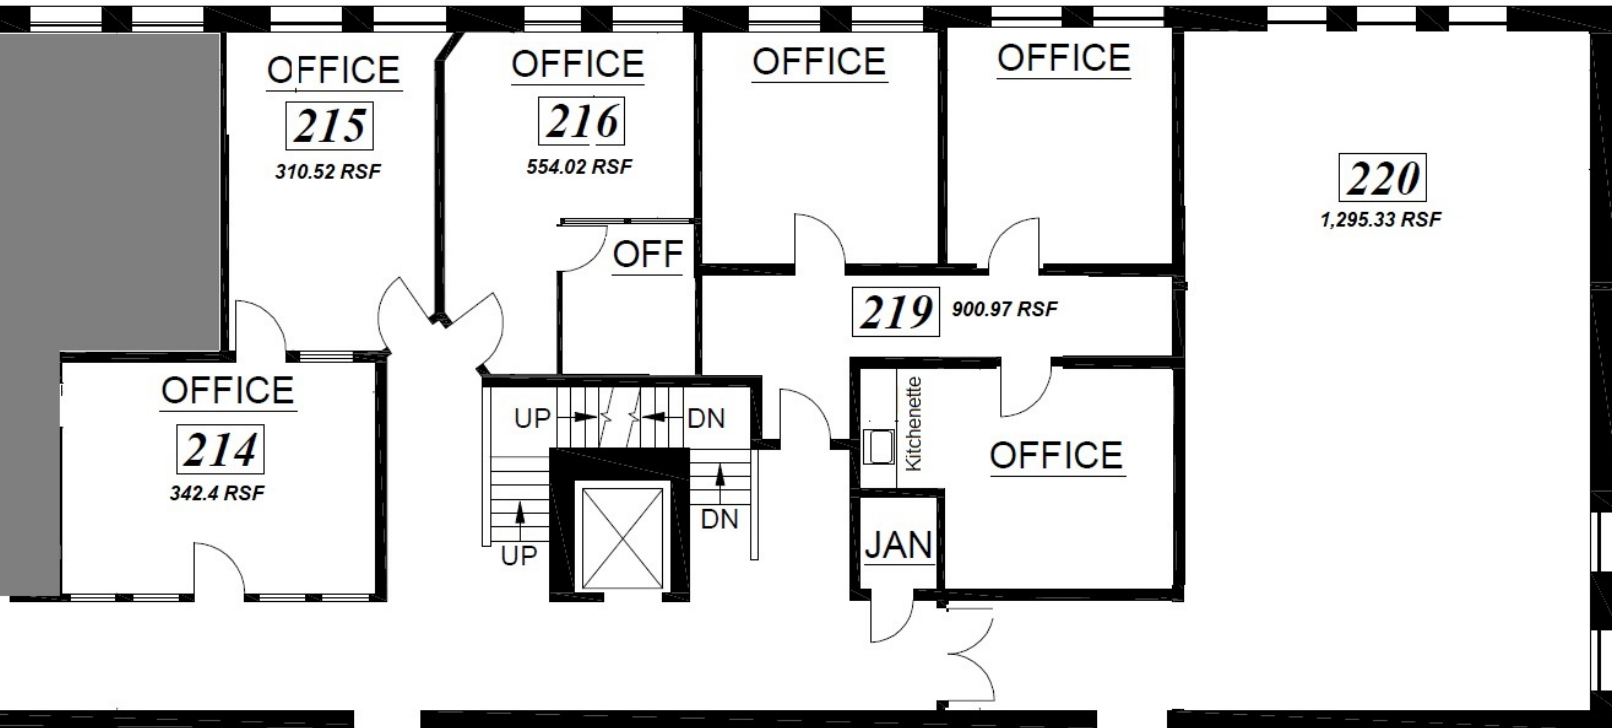 OFFICE
215
310.52 RSF
OFFICE
216
554.02 RSF
OFF
OFFICE
OFFICE
219 900.97 RSF
220
1,295.33 RSF
OFFICE
214
342.4 RSF
UP
DN
DN
UP
Kitchenette
OFFICE
JAN